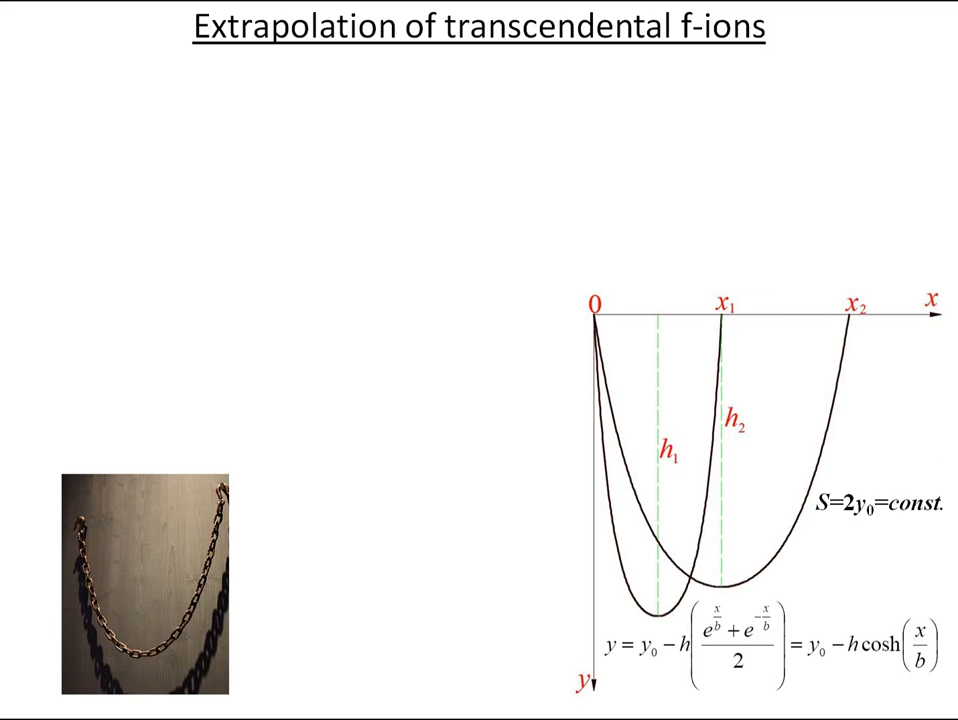 Extrapolation of transcendental f-ions
0 x₁ x₂ x
h₂
h₁
S=2y₀=const.
y = y₀ − h( (e^(x/b) + e^(−x/b)) / 2 ) = y₀ − h cosh(x/b)
y